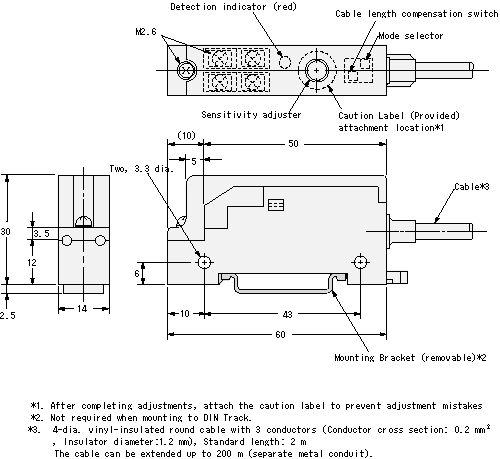 Detection indicator (red)
Cable length compensation switch
M2.6
Mode selector
Sensitivity adjuster
Caution Label (Provided)
attachment location*1
(10)
50
5
Two, 3.3 dia.
Cable*3
30
3.5
12
6
2.5
14
10
43
60
Mounting Bracket (removable)*2
*1. After completing adjustments, attach the caution label to prevent adjustment mistakes
*2. Not required when mounting to DIN Track.
*3. 4-dia. vinyl-insulated round cable with 3 conductors (Conductor cross section: 0.2 mm²
, Insulator diameter:1.2 mm), Standard length: 2 m
The cable can be extended up to 200 m (separate metal conduit).